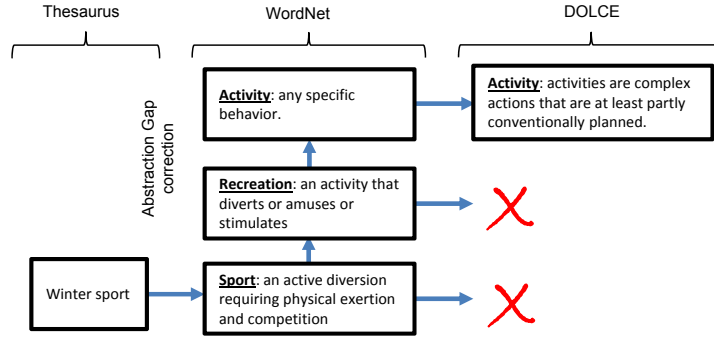 Thesaurus
WordNet
DOLCE
Abstraction Gap
correction
Activity: any specific
behavior.
Activity: activities are complex
actions that are at least partly
conventionally planned.
Recreation: an activity that
diverts or amuses or
stimulates
Winter sport
Sport: an active diversion
requiring physical exertion
and competition